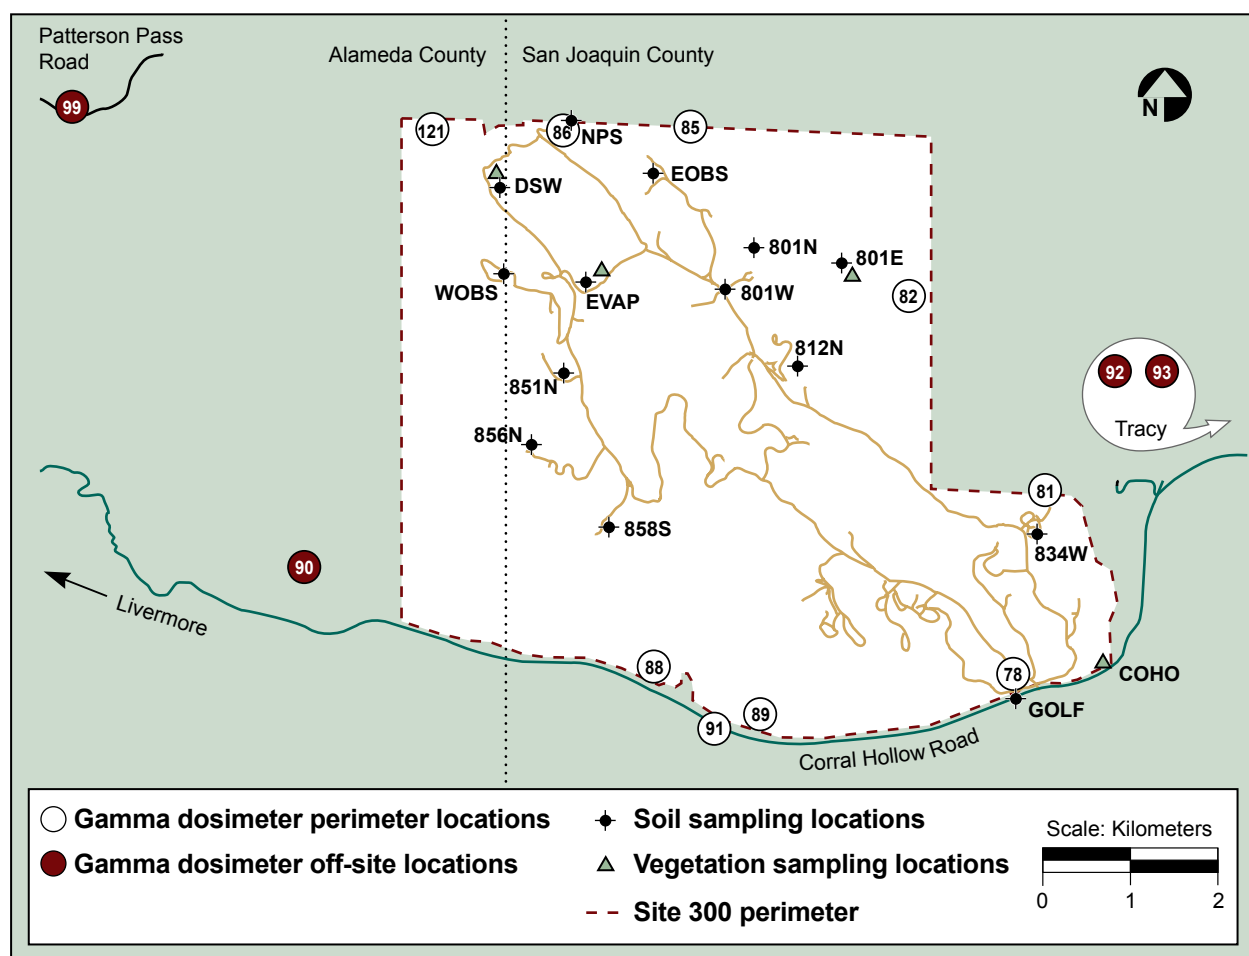 Patterson Pass
Road
99
Alameda County
San Joaquin County
N
121
86
NPS
85
DSW
EOBS
801N
801E
WOBS
EVAP
801W
82
812N
851N
92
93
Tracy
856N
81
858S
834W
90
Livermore
88
78
COHO
91
89
GOLF
Corral Hollow Road
Gamma dosimeter perimeter locations
Gamma dosimeter off-site locations
Soil sampling locations
Vegetation sampling locations
Site 300 perimeter
Scale: Kilometers
0 1 2